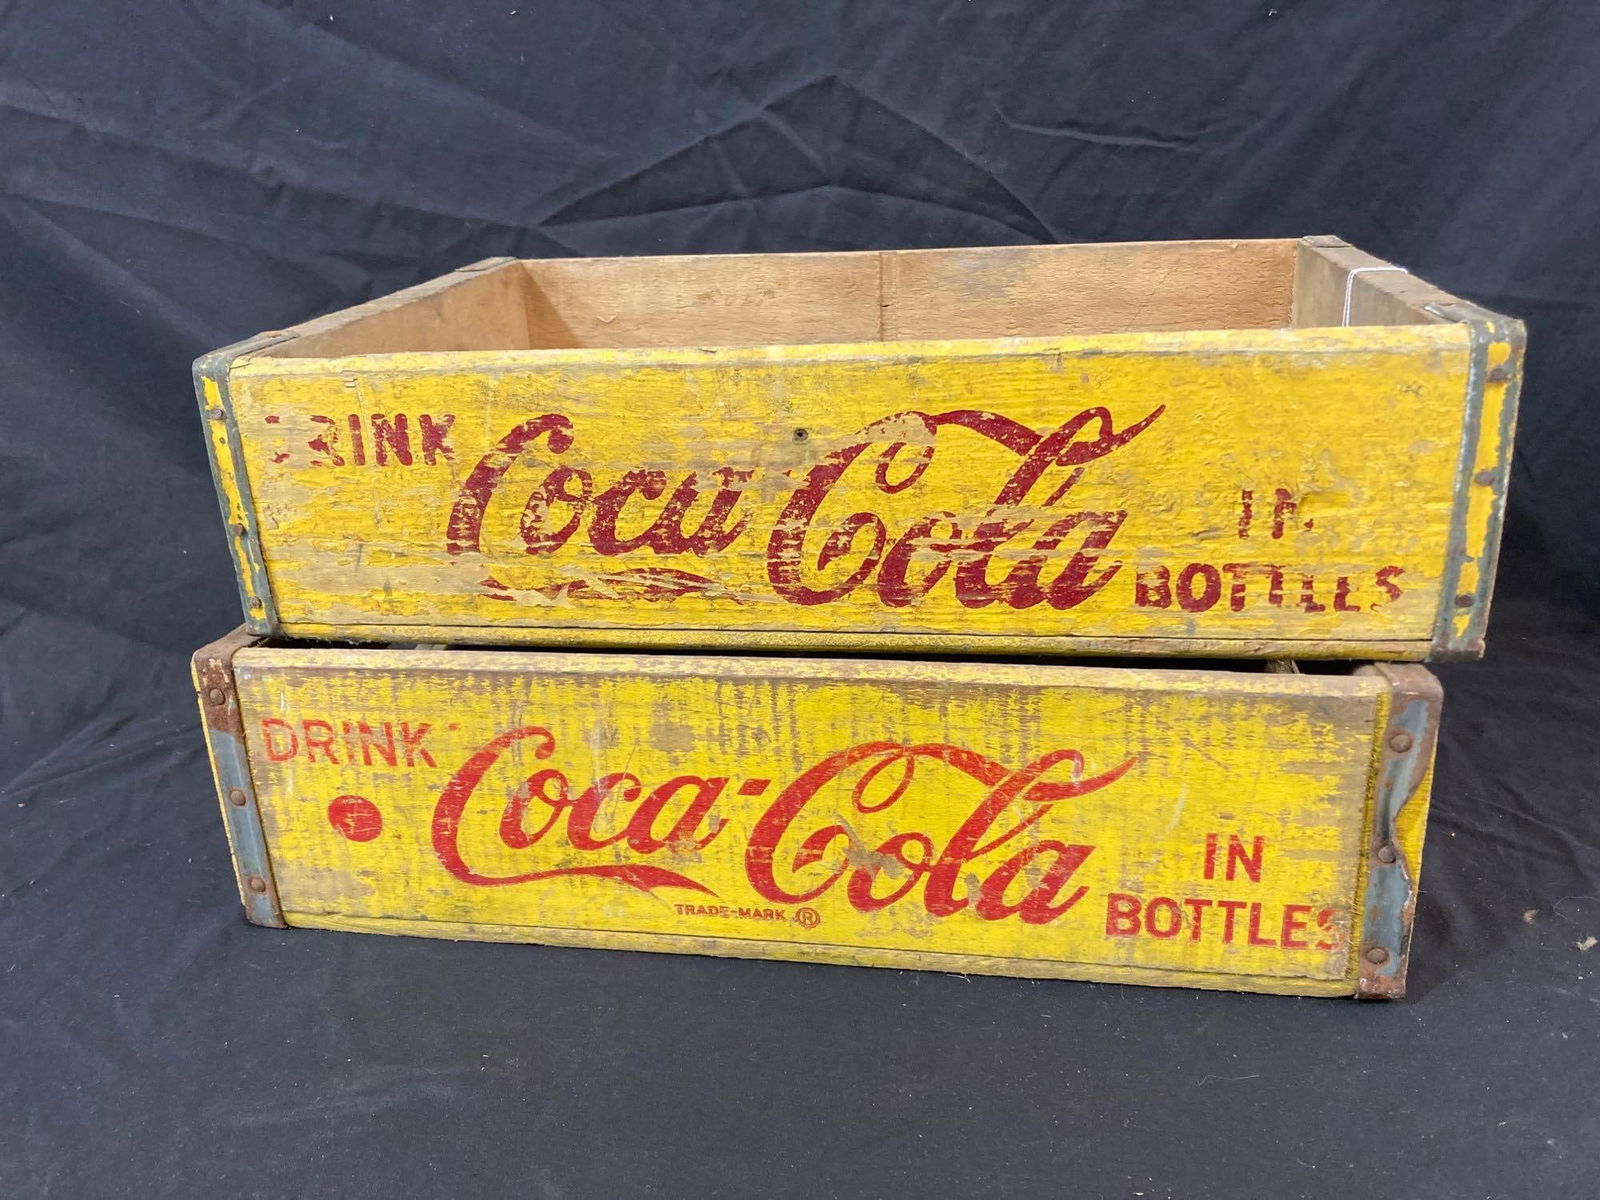 DRINK Coca-Cola IN
BOTTLES
DRINK Coca-Cola IN
BOTTLES
TRADE-MARK ®